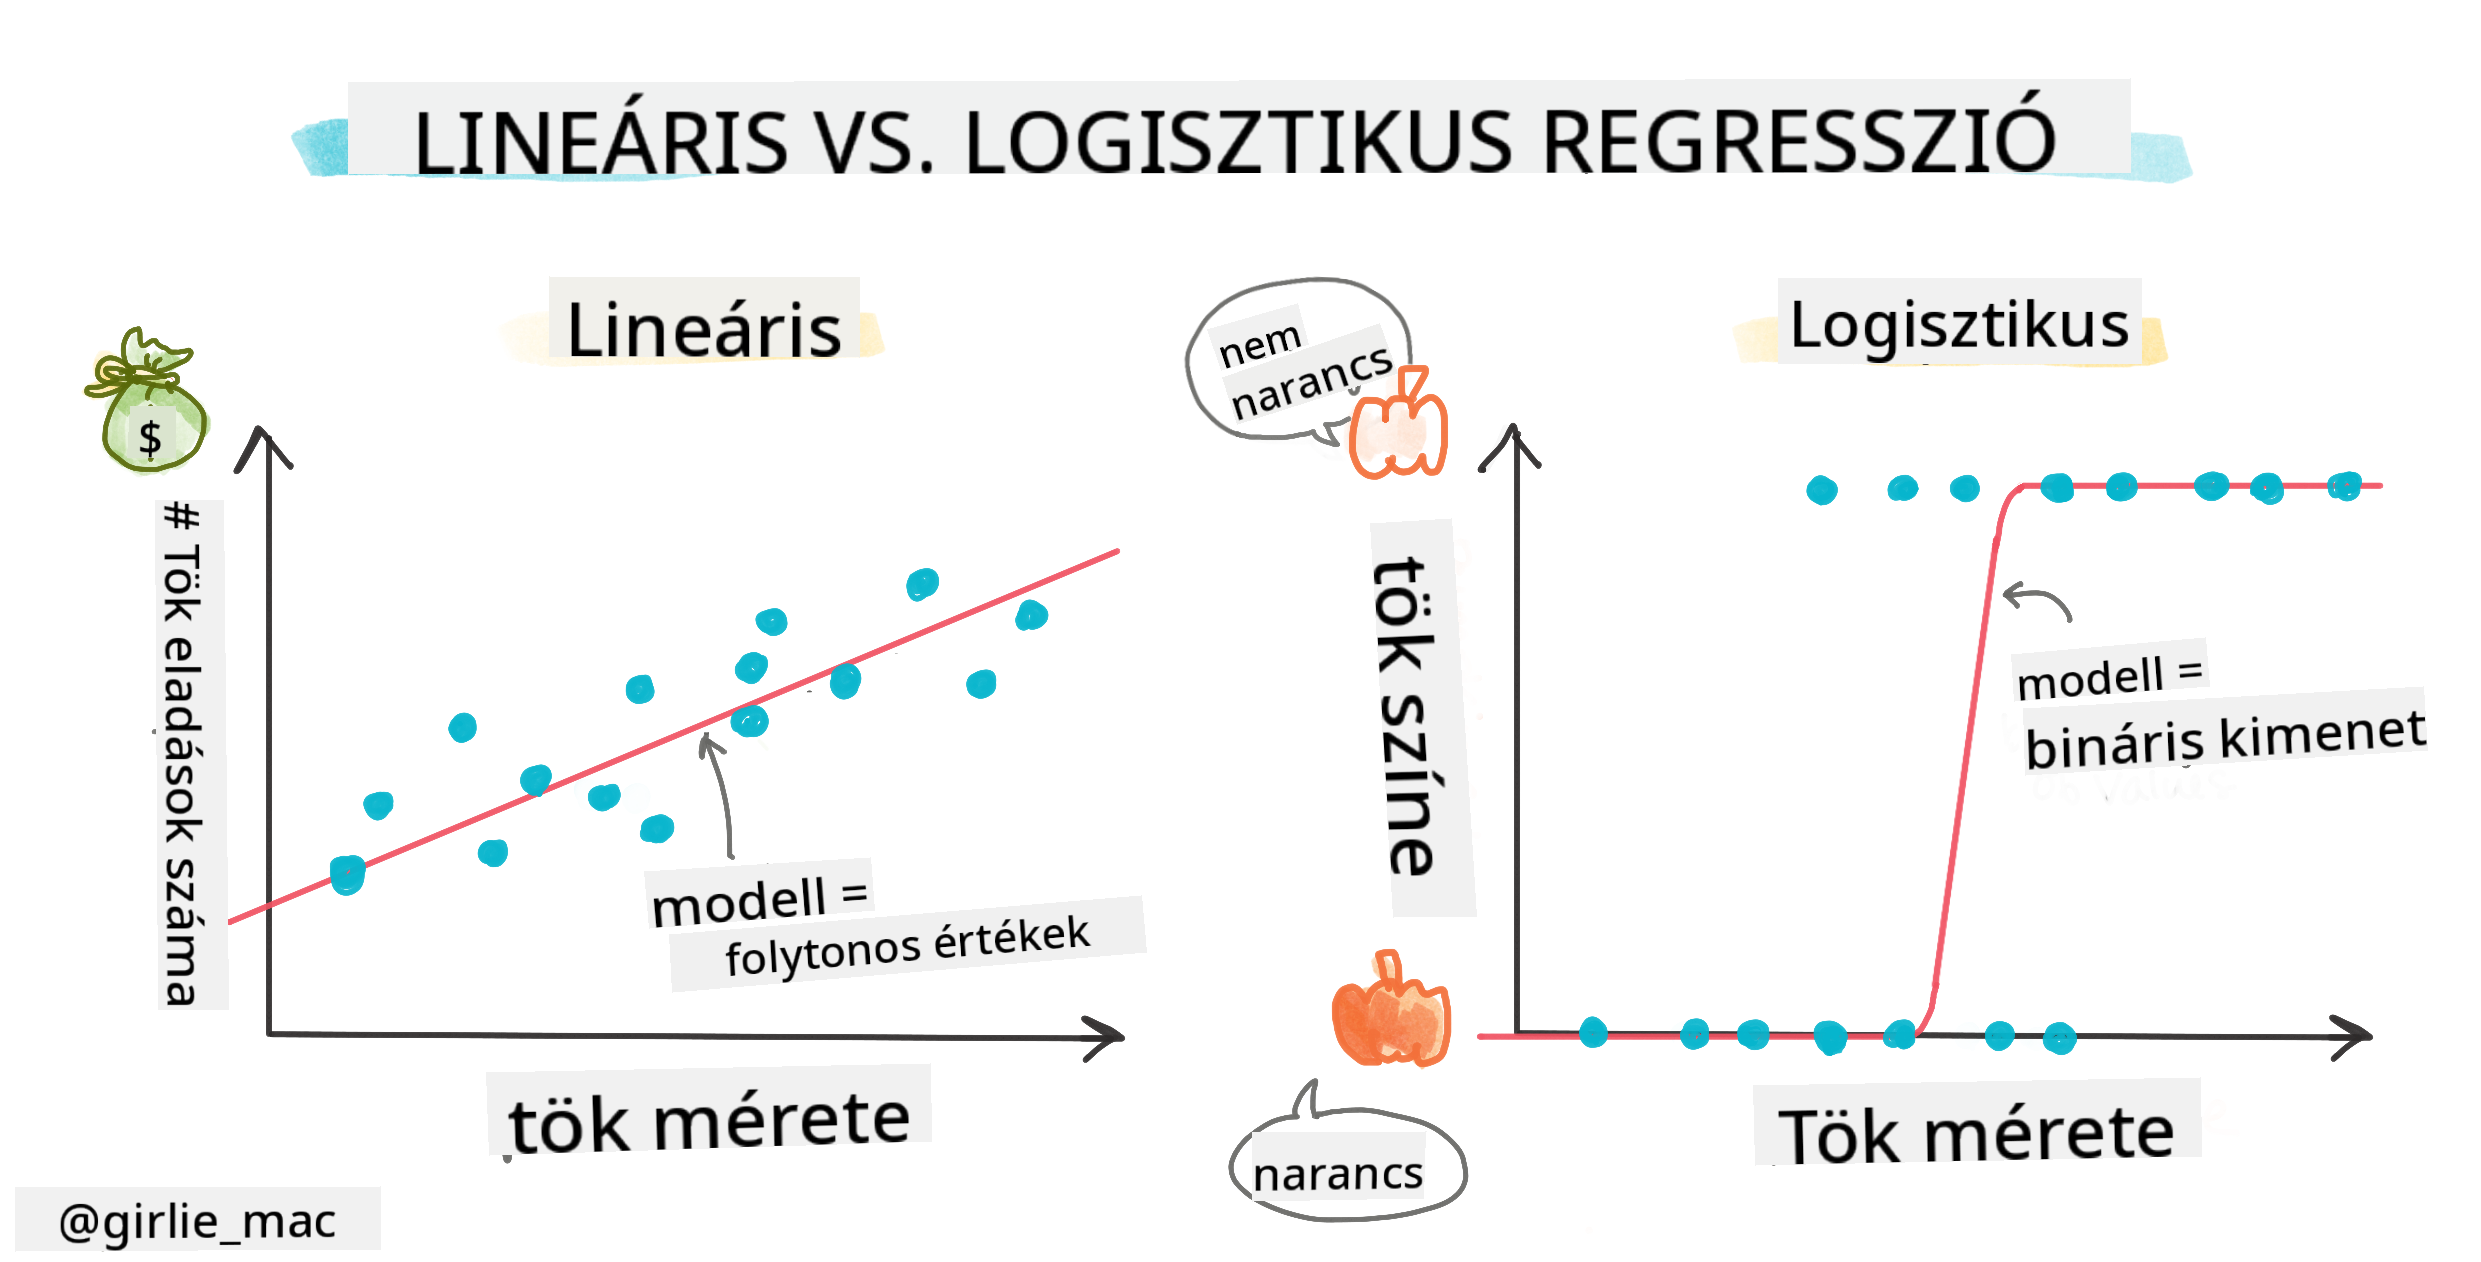 LINEÁRIS VS. LOGISZTIKUS REGRESSZIÓ
Lineáris
$
# Tök eladások száma
modell =
folytonos értékek
tök mérete
Logisztikus
nem
narancs
tök színe
modell =
bináris kimenet
narancs
Tök mérete
@girlie_mac